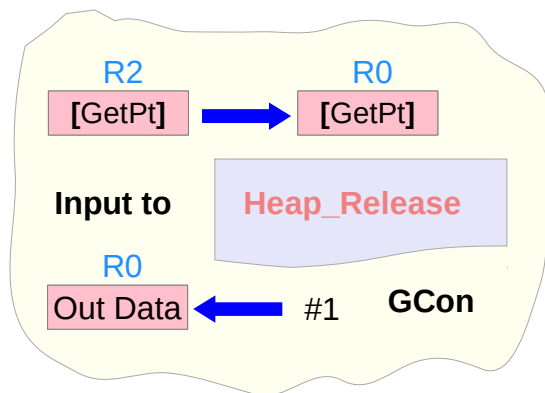 R2 R0
[GetPt] [GetPt]
Input to Heap_Release
R0
Out Data #1 GCon